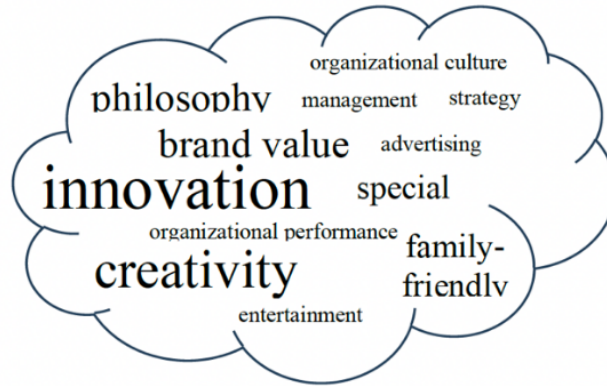 organizational culture
philosophy management strategy
brand value advertising
innovation special
organizational performance
creativity family-
friendly
entertainment